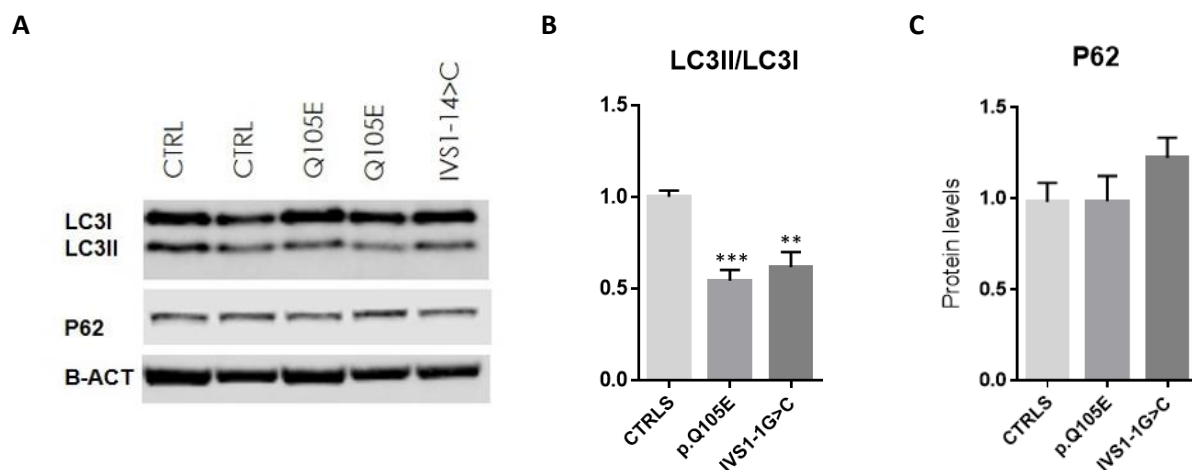 A
CTRL
CTRL
Q105E
Q105E
IVS1-14>C
LC3I
LC3II
P62
B-ACT
B
LC3II/LC3I
1.5
1.0
0.5
0.0
***
**
CTRLS
p.Q105E
IVS1-1G>C
C
P62
Protein levels
1.5
1.0
0.5
0.0
CTRLS
p.Q105E
IVS1-1G>C